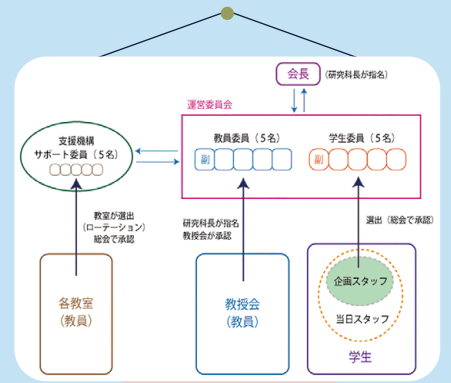 会長
(研究科長が指名)
運営委員会
支援機構
サポート委員（5名）
教員委員（5名）
副
学生委員（5名）
副
教室が選出
（ローテーション）
総会で承認
研究科長が指名
教授会が承認
選出（総会で承認）
各教室
（教員）
教授会
（教員）
企画スタッフ
当日スタッフ
学生